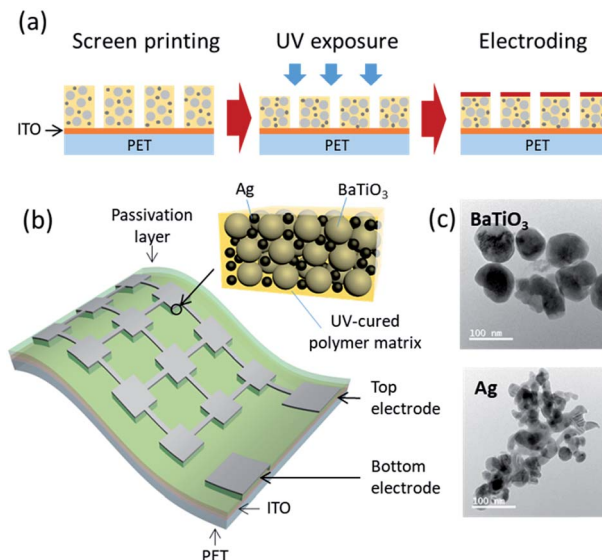 (a)
Screen printing
UV exposure
Electroding
ITO
PET
PET
PET
(b)
Passivation
layer
Ag
BaTiO₃
UV-cured
polymer matrix
Top
electrode
Bottom
electrode
ITO
PET
(c)
BaTiO₃
100 nm
Ag
100 nm